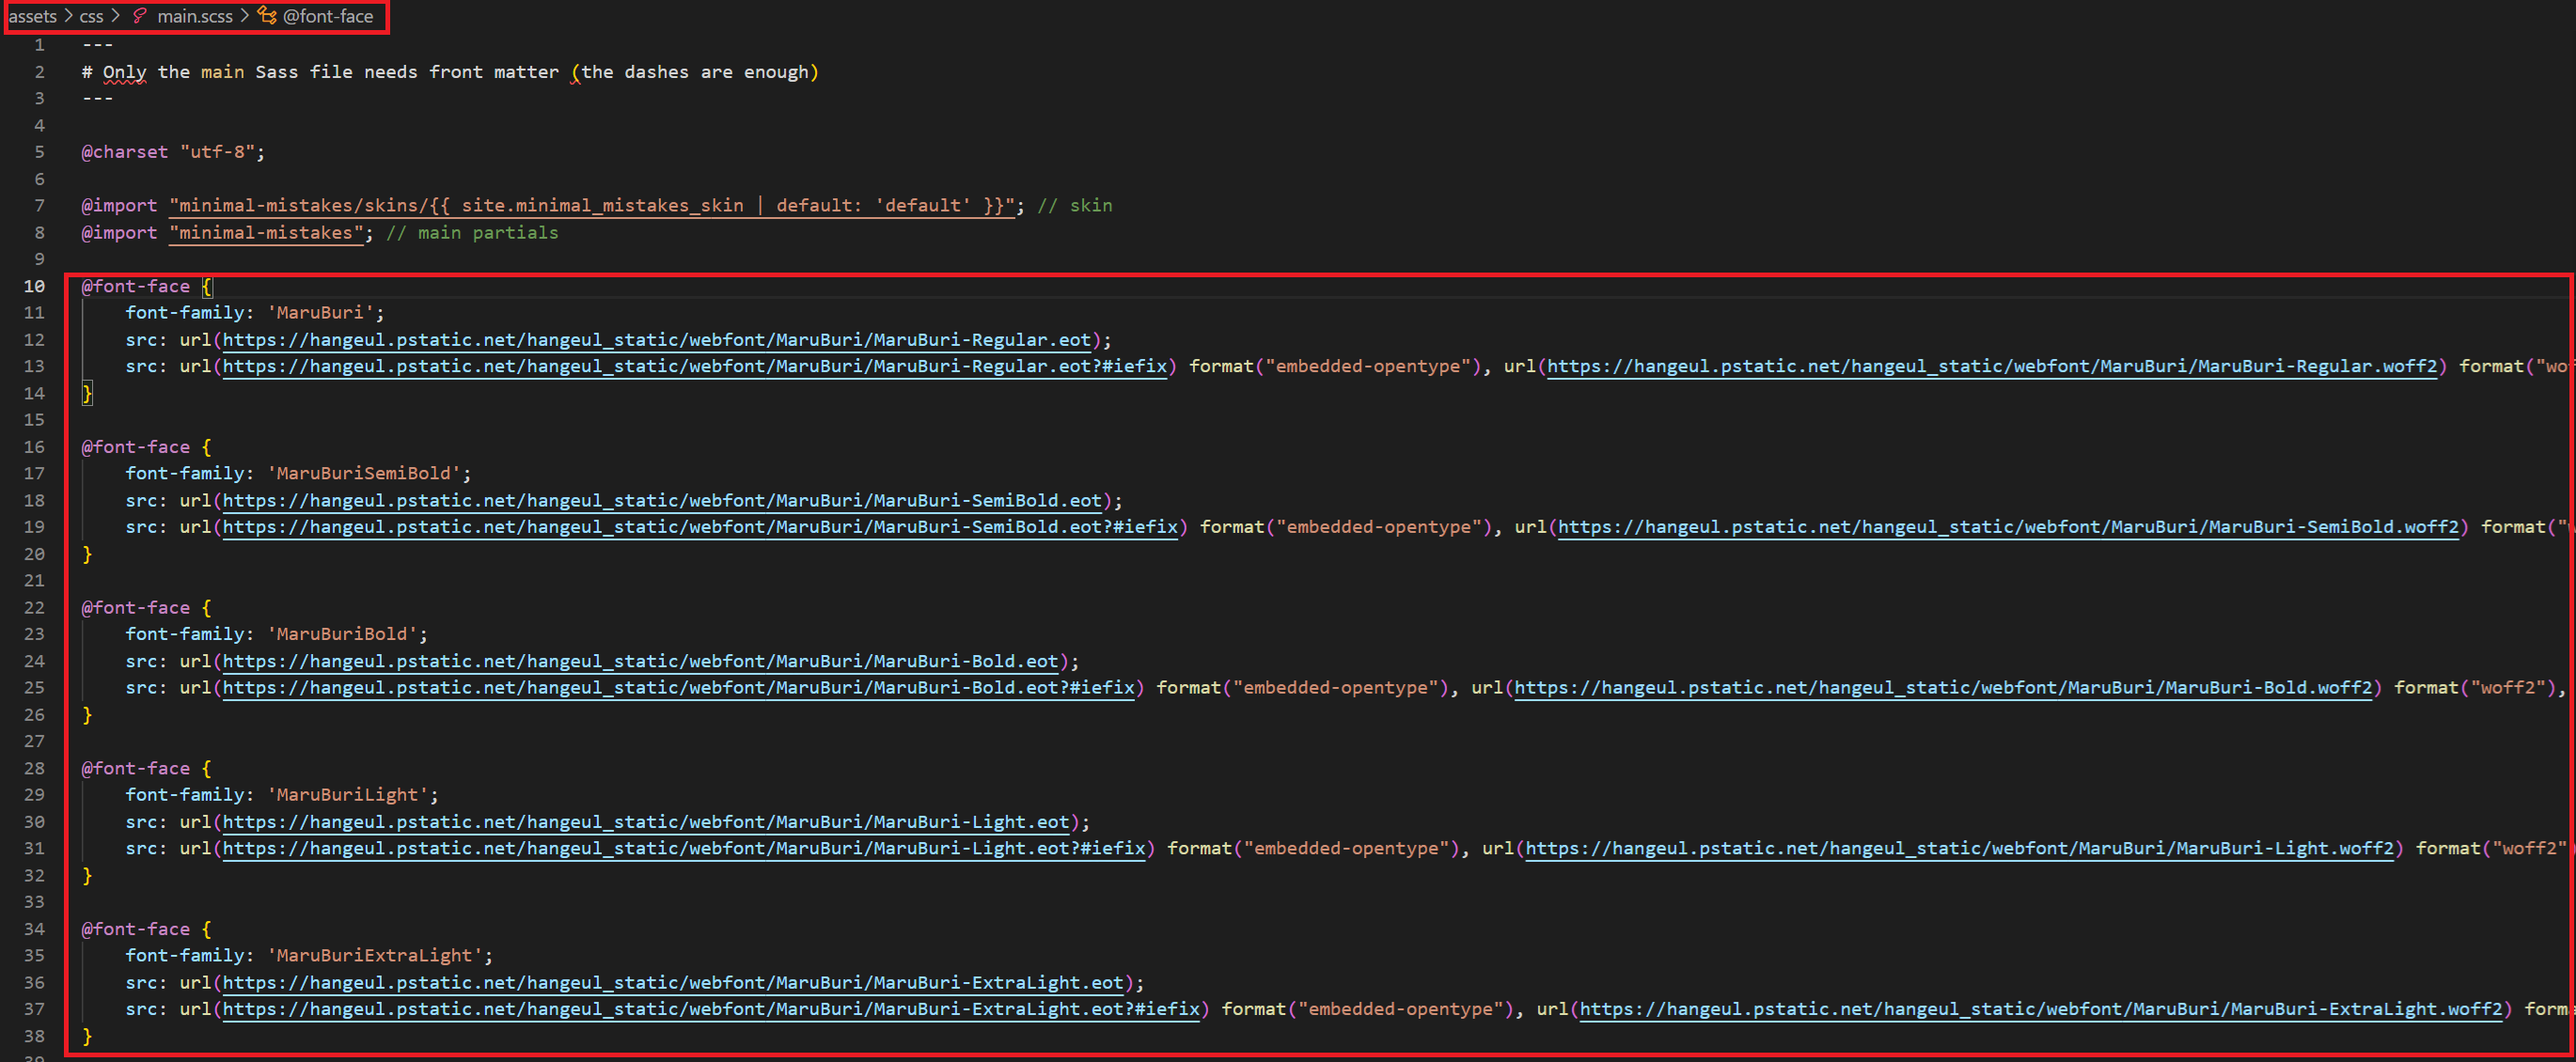 assets > css > main.scss > @font-face
1 ---
2 # Only the main Sass file needs front matter (the dashes are enough)
3 ---
4
5 @charset "utf-8";
6
7 @import "minimal-mistakes/skins/{{ site.minimal_mistakes_skin | default: 'default' }}"; // skin
8 @import "minimal-mistakes"; // main partials
9
10 @font-face {
11 font-family: 'MaruBuri';
12 src: url(https://hangeul.pstatic.net/hangeul_static/webfont/MaruBuri/MaruBuri-Regular.eot);
13 src: url(https://hangeul.pstatic.net/hangeul_static/webfont/MaruBuri/MaruBuri-Regular.eot?#iefix) format("embedded-opentype"), url(https://hangeul.pstatic.net/hangeul_static/webfont/MaruBuri/MaruBuri-Regular.woff2) format("wof
14 }
15
16 @font-face {
17 font-family: 'MaruBuriSemiBold';
18 src: url(https://hangeul.pstatic.net/hangeul_static/webfont/MaruBuri/MaruBuri-SemiBold.eot);
19 src: url(https://hangeul.pstatic.net/hangeul_static/webfont/MaruBuri/MaruBuri-SemiBold.eot?#iefix) format("embedded-opentype"), url(https://hangeul.pstatic.net/hangeul_static/webfont/MaruBuri/MaruBuri-SemiBold.woff2) format("w
20 }
21
22 @font-face {
23 font-family: 'MaruBuriBold';
24 src: url(https://hangeul.pstatic.net/hangeul_static/webfont/MaruBuri/MaruBuri-Bold.eot);
25 src: url(https://hangeul.pstatic.net/hangeul_static/webfont/MaruBuri/MaruBuri-Bold.eot?#iefix) format("embedded-opentype"), url(https://hangeul.pstatic.net/hangeul_static/webfont/MaruBuri/MaruBuri-Bold.woff2) format("woff2"),
26 }
27
28 @font-face {
29 font-family: 'MaruBuriLight';
30 src: url(https://hangeul.pstatic.net/hangeul_static/webfont/MaruBuri/MaruBuri-Light.eot);
31 src: url(https://hangeul.pstatic.net/hangeul_static/webfont/MaruBuri/MaruBuri-Light.eot?#iefix) format("embedded-opentype"), url(https://hangeul.pstatic.net/hangeul_static/webfont/MaruBuri/MaruBuri-Light.woff2) format("woff2")
32 }
33
34 @font-face {
35 font-family: 'MaruBuriExtraLight';
36 src: url(https://hangeul.pstatic.net/hangeul_static/webfont/MaruBuri/MaruBuri-ExtraLight.eot);
37 src: url(https://hangeul.pstatic.net/hangeul_static/webfont/MaruBuri/MaruBuri-ExtraLight.eot?#iefix) format("embedded-opentype"), url(https://hangeul.pstatic.net/hangeul_static/webfont/MaruBuri/MaruBuri-ExtraLight.woff2) form
38 }
39